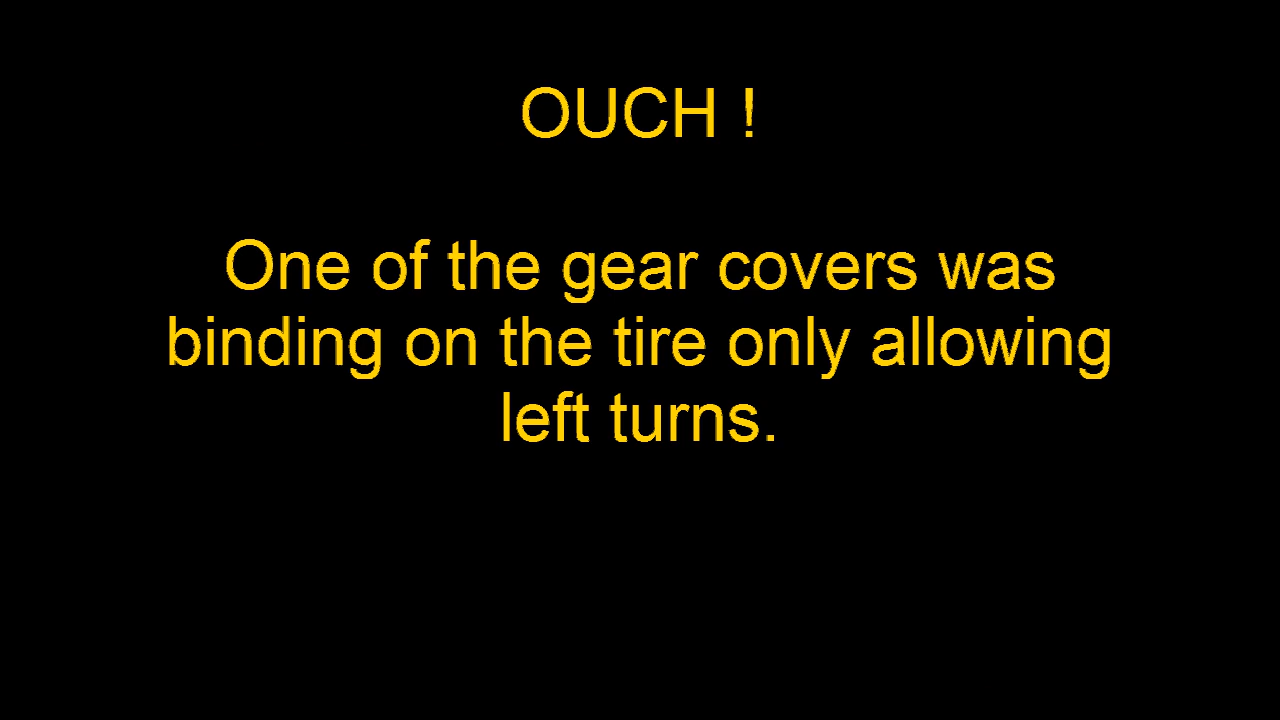 OUCH !
One of the gear covers was
binding on the tire only allowing
left turns.